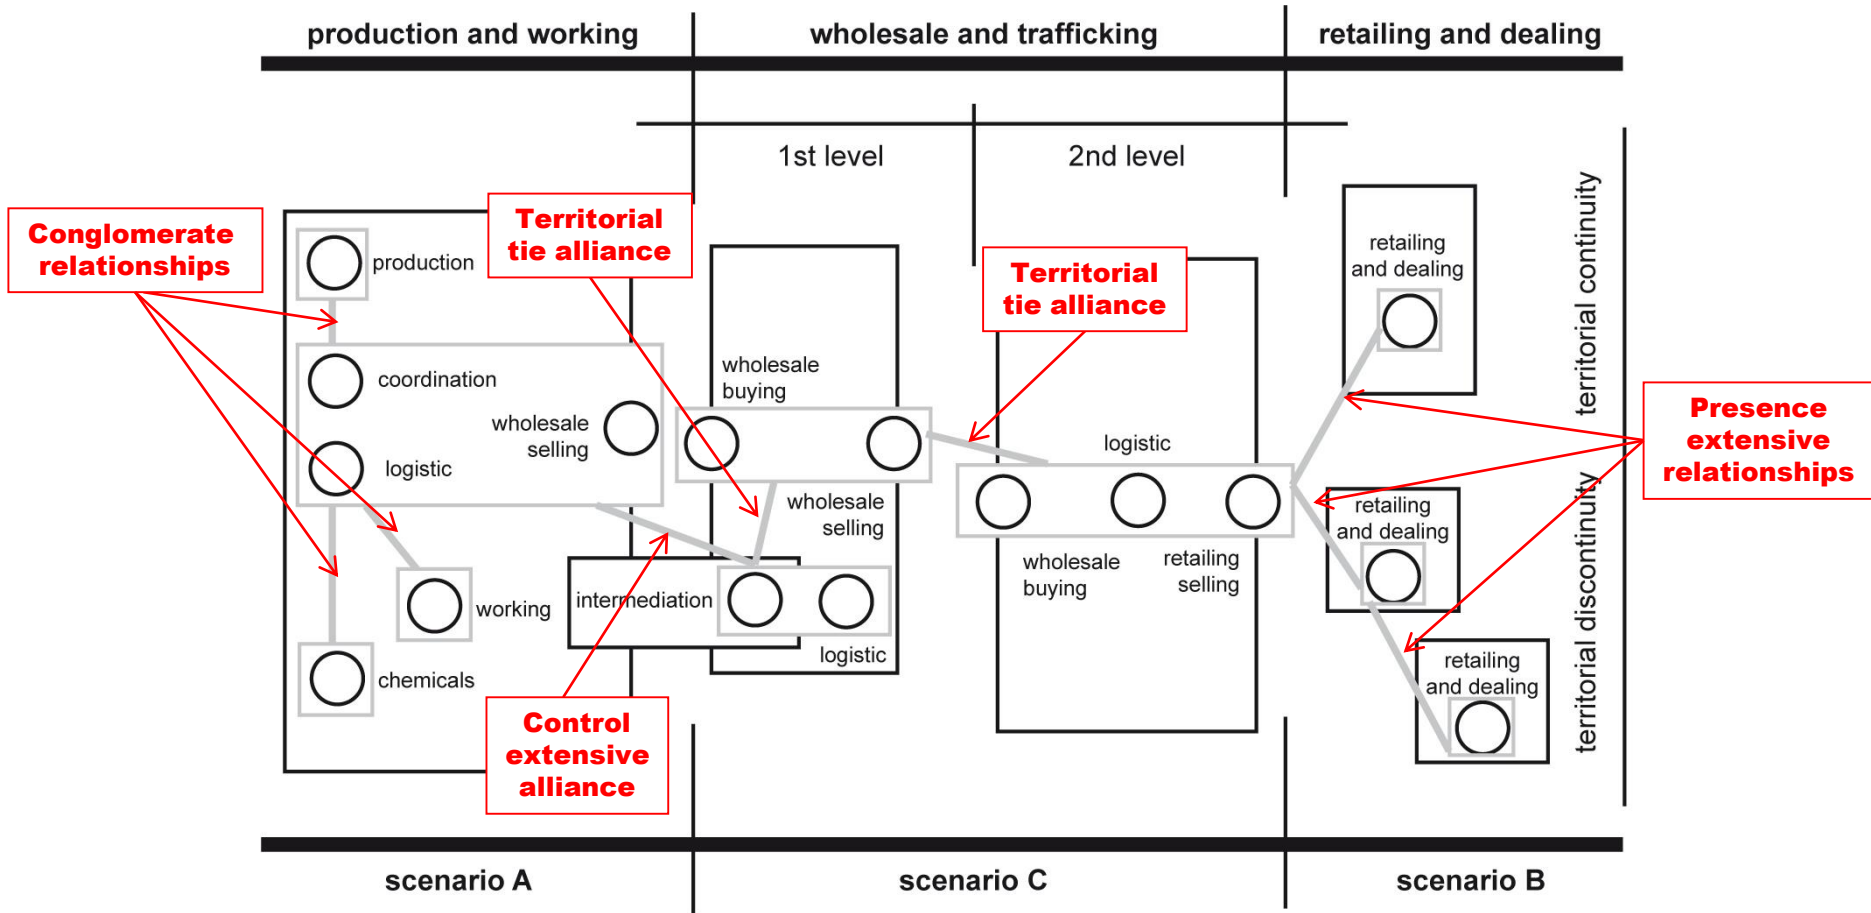 production and working
wholesale and trafficking
retailing and dealing
1st level
2nd level
Conglomerate
relationships
production
coordination
logistic
wholesale
selling
working
chemicals
Territorial
tie alliance
wholesale
buying
wholesale
selling
intermediation
logistic
Control
extensive
alliance
Territorial
tie alliance
logistic
wholesale
buying
retailing
selling
retailing
and dealing
retailing
and dealing
retailing
and dealing
territorial continuity
territorial discontinuity
Presence
extensive
relationships
scenario A
scenario C
scenario B